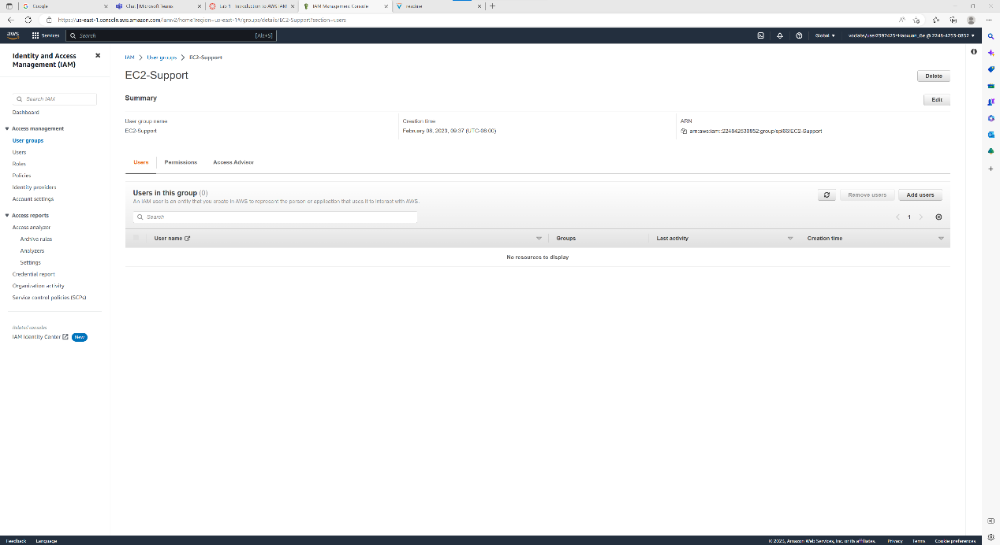 Google
Chat | Microsoft Teams
Lab 1 - Introduction to AWS IAM
IAM Management Console
readme
https://us-east-1.console.aws.amazon.com/iamv2/home?region=us-east-1#/groups/details/EC2-Support?section=users
aws
Services
Search
[Alt+S]
Global
voclabs/user2397425=Haoxuan_Ge @ 2248-4253-0852
Identity and Access Management (IAM)
Search IAM
Dashboard
Access management
User groups
Users
Roles
Policies
Identity providers
Account settings
Access reports
Access analyzer
Archive rules
Analyzers
Settings
Credential report
Organization activity
Service control policies (SCPs)
Related consoles
IAM Identity Center
New
IAM > User groups > EC2-Support
EC2-Support
Delete
Summary
Edit
User group name
EC2-Support
Creation time
February 08, 2023, 09:37 (UTC-08:00)
ARN
arn:aws:iam::224842530852:group/spl66/EC2-Support
Users
Permissions
Access Advisor
Users in this group (0)
An IAM user is an entity that you create in AWS to represent the person or application that uses it to interact with AWS.
Remove users
Add users
Search
1
User name
Groups
Last activity
Creation time
No resources to display
Feedback
Language
© 2023, Amazon Web Services, Inc. or its affiliates.
Privacy
Terms
Cookie preferences